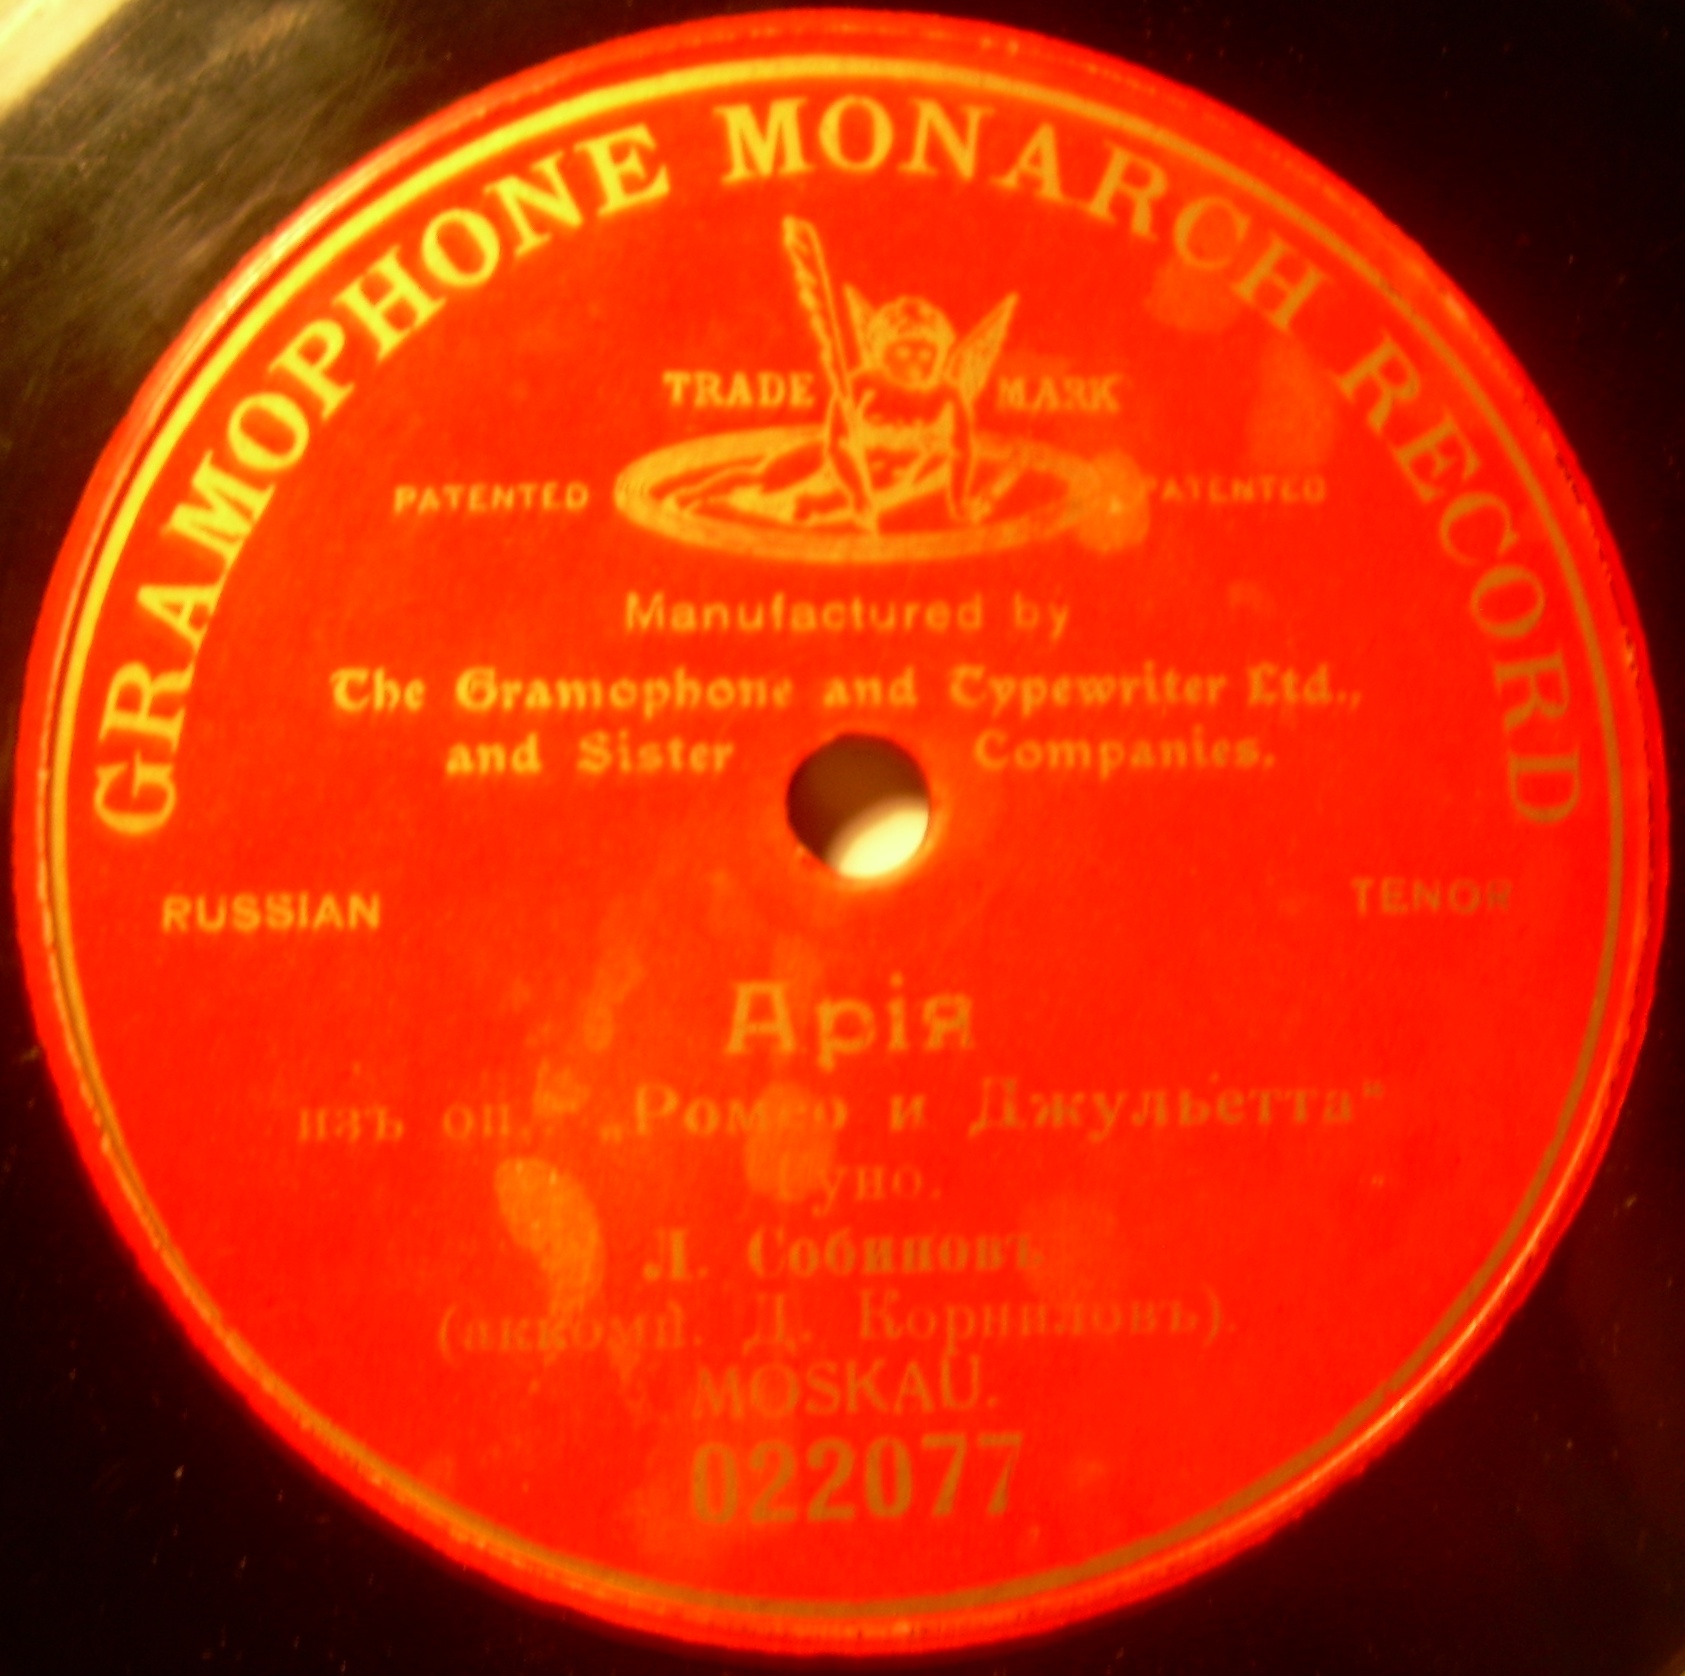 GRAMOPHONE MONARCH RECORD
TRADE MARK
PATENTED PATENTED
Manufactured by
The Gramophone and Typewriter Ltd.,
and Sister Companies.
RUSSIAN TENOR
Арія
изъ оп. „Ромео и Джульетта"
Гуно.
Л. Собиновъ
(аккомп. Д. Корниловъ).
MOSKAU.
022077